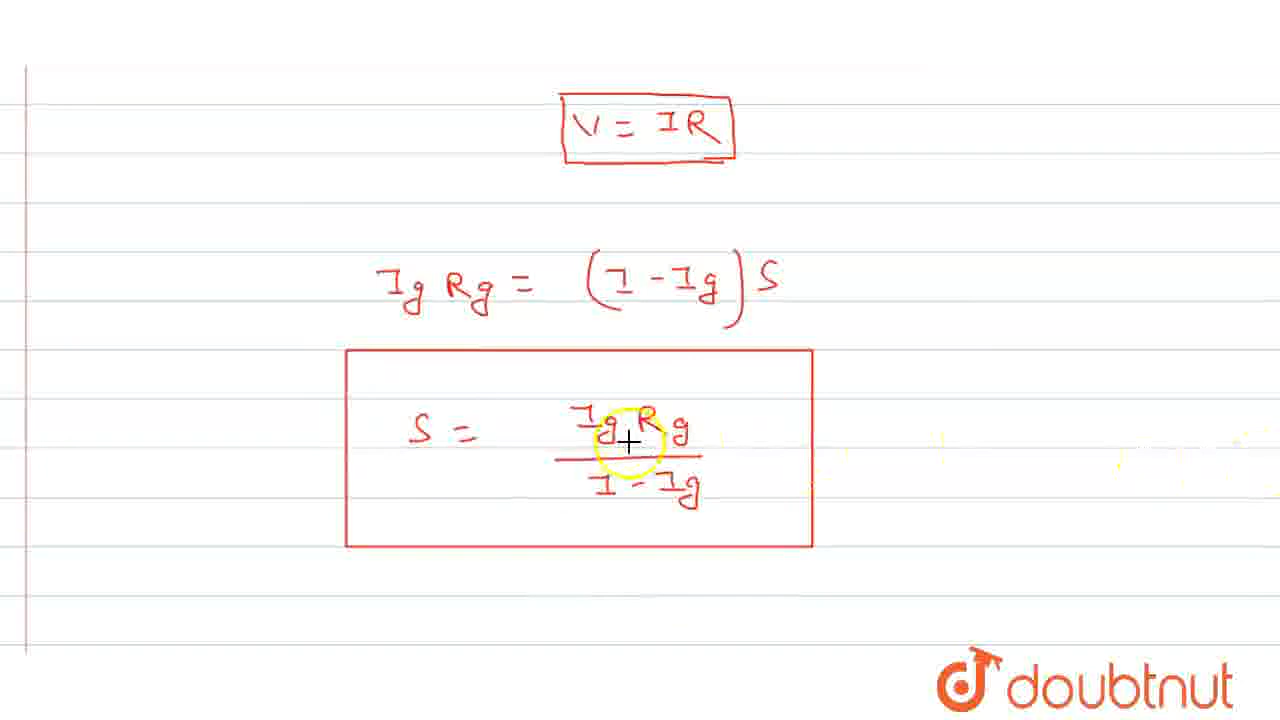 V = IR
Ig Rg = (I - Ig) S
S = Ig Rg / I - Ig
doubtnut